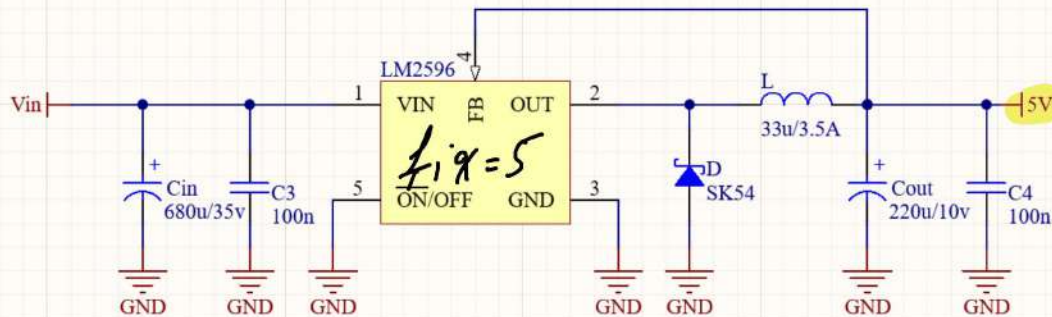 4
LM2596
Vin
1
VIN
FB
OUT
2
L
33u/3.5A
5V
fix=5
+
Cin
680u/35v
C3
100n
5
ON/OFF
GND
3
D
SK54
+
Cout
220u/10v
C4
100n
GND
GND
GND
GND
GND
GND
GND